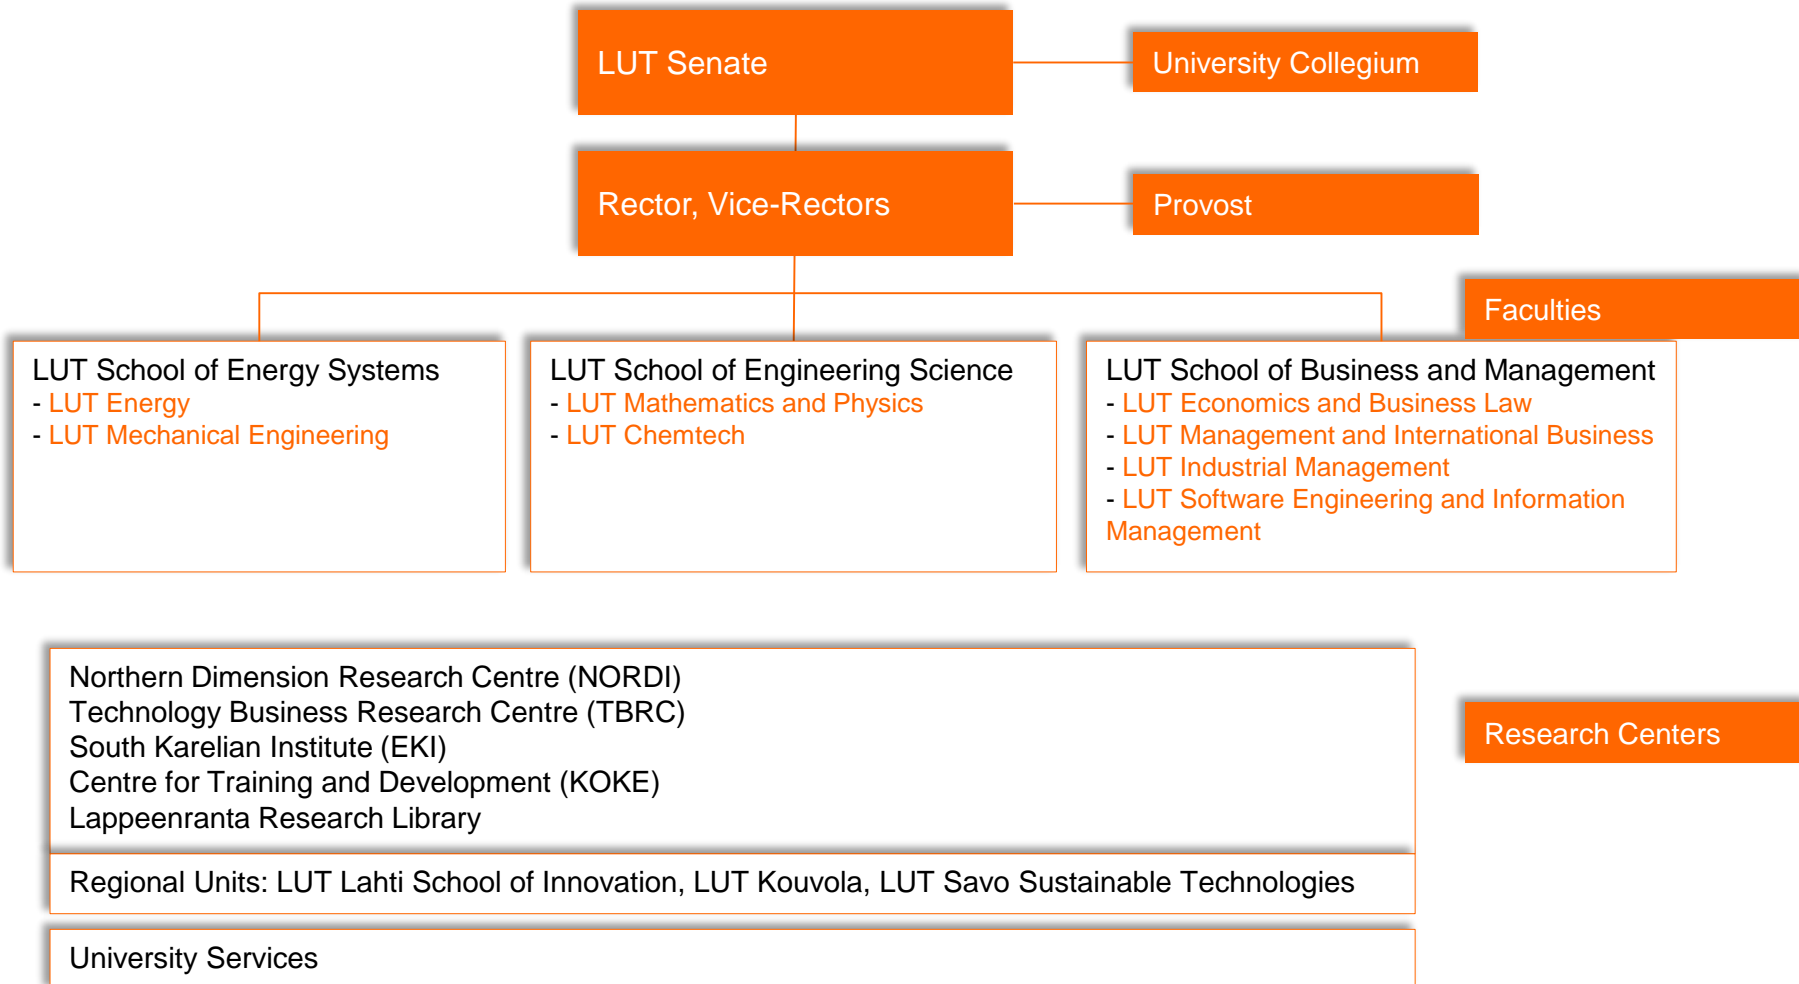 LUT Senate
University Collegium
Rector, Vice-Rectors
Provost
Faculties
LUT School of Energy Systems
- LUT Energy
- LUT Mechanical Engineering
LUT School of Engineering Science
- LUT Mathematics and Physics
- LUT Chemtech
LUT School of Business and Management
- LUT Economics and Business Law
- LUT Management and International Business
- LUT Industrial Management
- LUT Software Engineering and Information
Management
Northern Dimension Research Centre (NORDI)
Technology Business Research Centre (TBRC)
South Karelian Institute (EKI)
Centre for Training and Development (KOKE)
Lappeenranta Research Library
Research Centers
Regional Units: LUT Lahti School of Innovation, LUT Kouvola, LUT Savo Sustainable Technologies
University Services